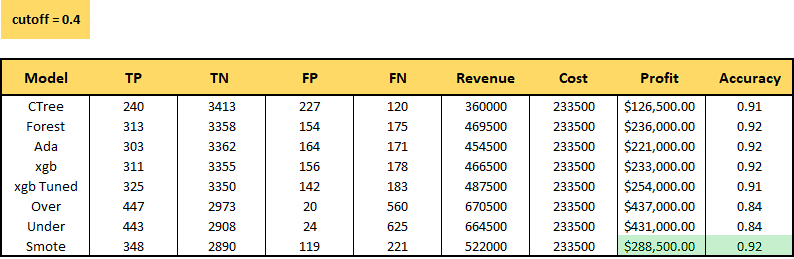 cutoff = 0.4
Model TP TN FP FN Revenue Cost Profit Accuracy
CTree 240 3413 227 120 360000 233500 $126,500.00 0.91
Forest 313 3358 154 175 469500 233500 $236,000.00 0.92
Ada 303 3362 164 171 454500 233500 $221,000.00 0.92
xgb 311 3355 156 178 466500 233500 $233,000.00 0.92
xgb Tuned 325 3350 142 183 487500 233500 $254,000.00 0.91
Over 447 2973 20 560 670500 233500 $437,000.00 0.84
Under 443 2908 24 625 664500 233500 $431,000.00 0.84
Smote 348 2890 119 221 522000 233500 $288,500.00 0.92